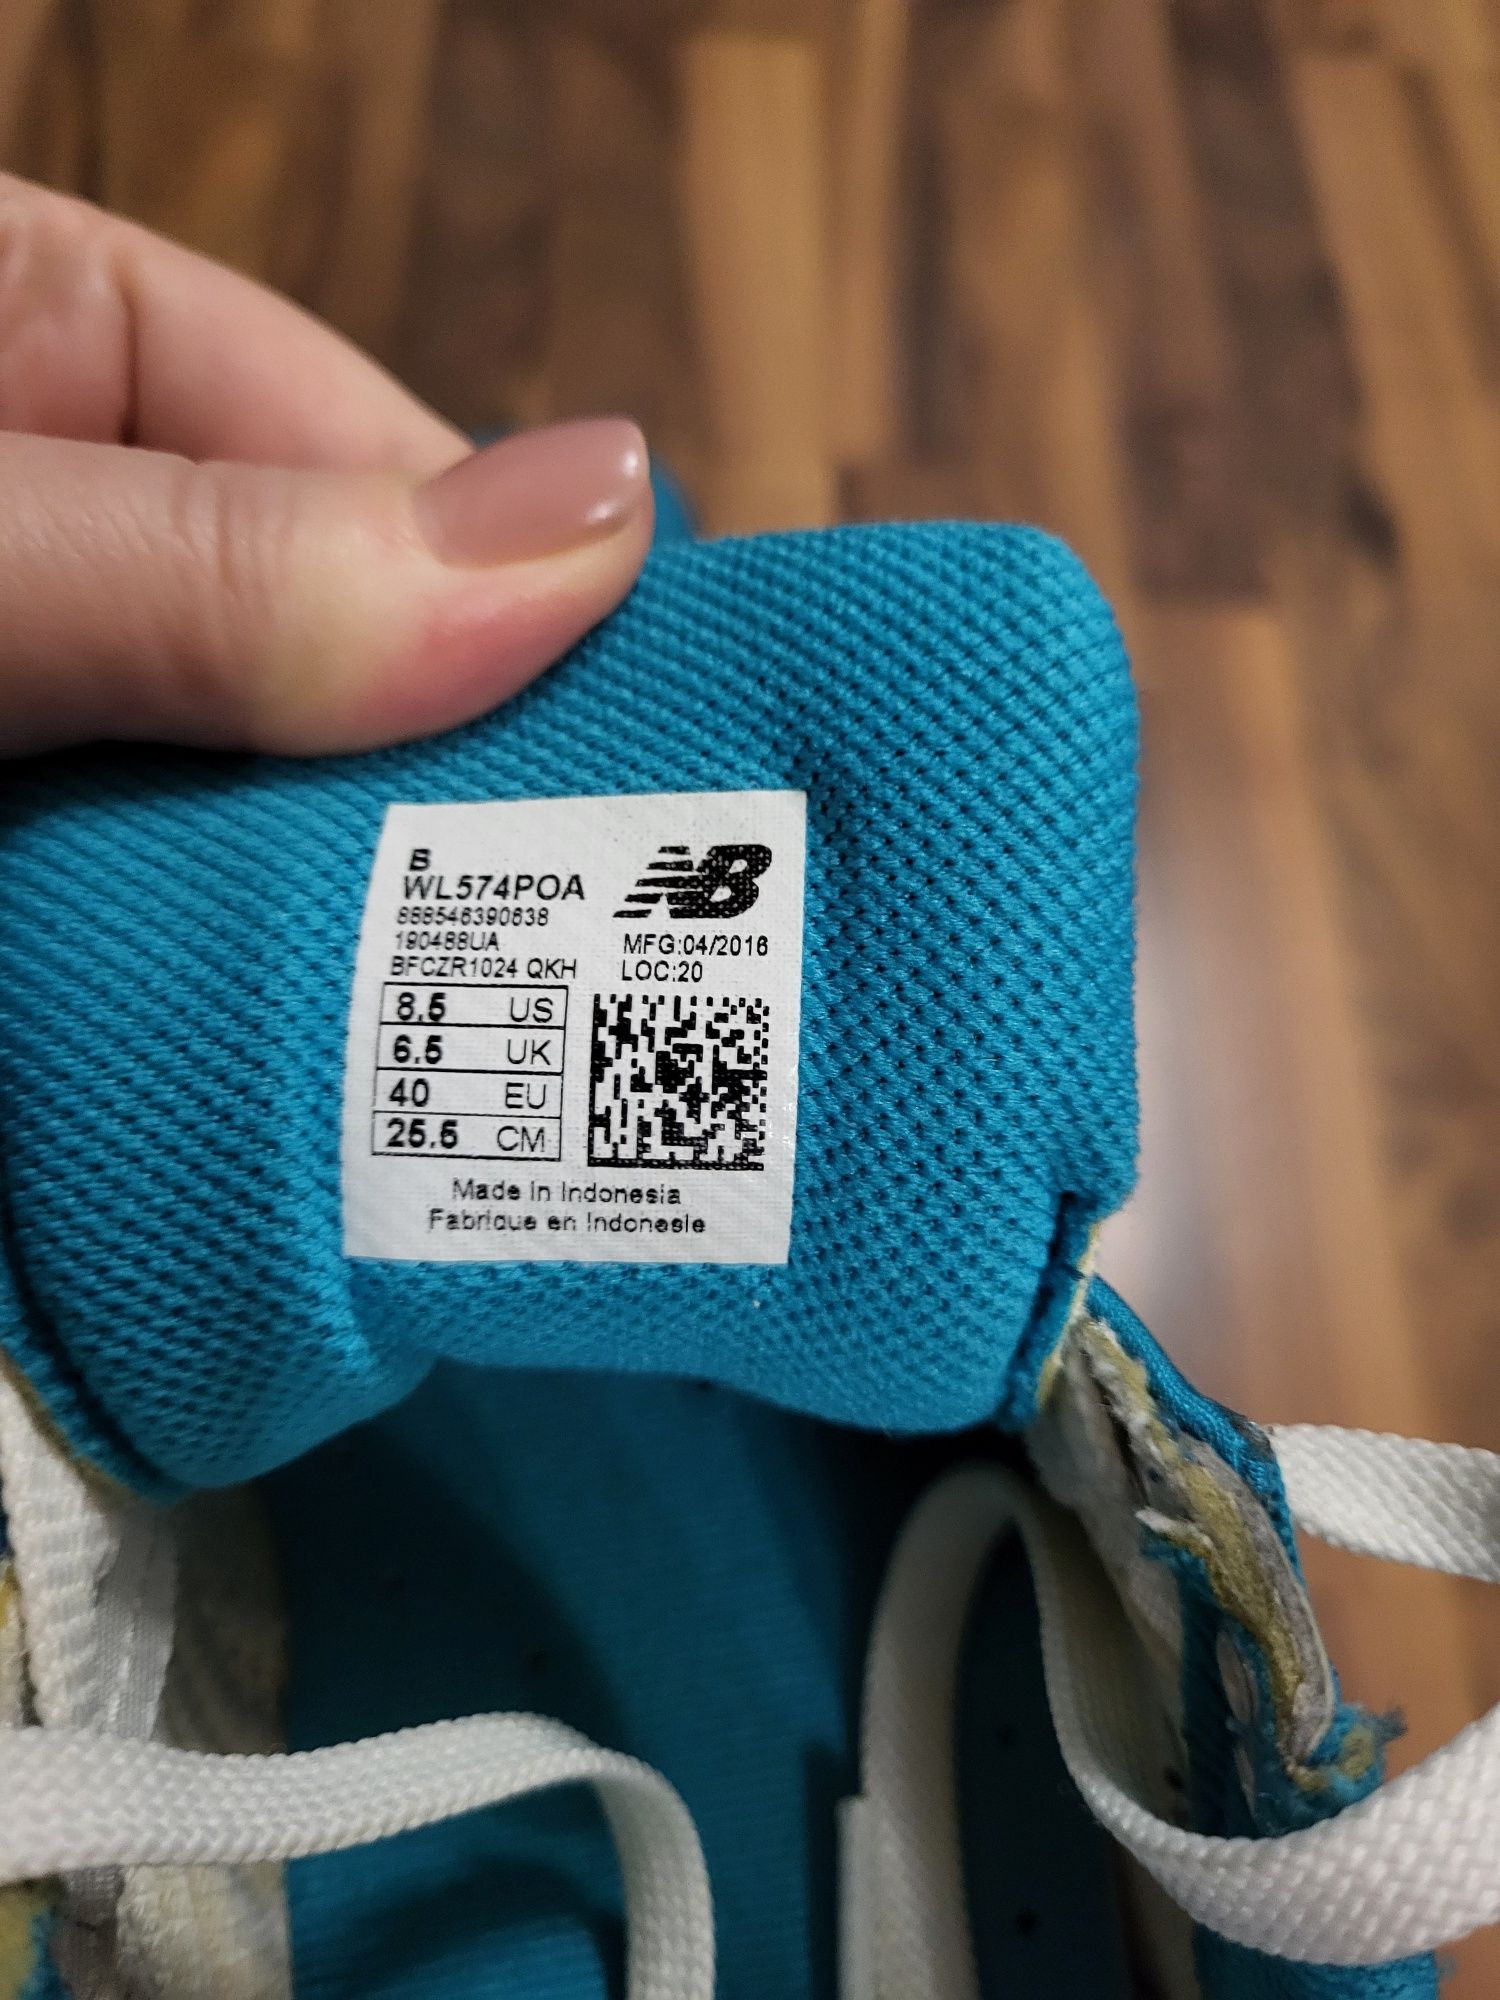 B
WL574POA
NB
888546390638
190488UA
MFG:04/2016
BFCZR1024 QKH
LOC:20
8.5 US
6.5 UK
40 EU
25.5 CM
Made in Indonesia
Fabrique en Indonesie